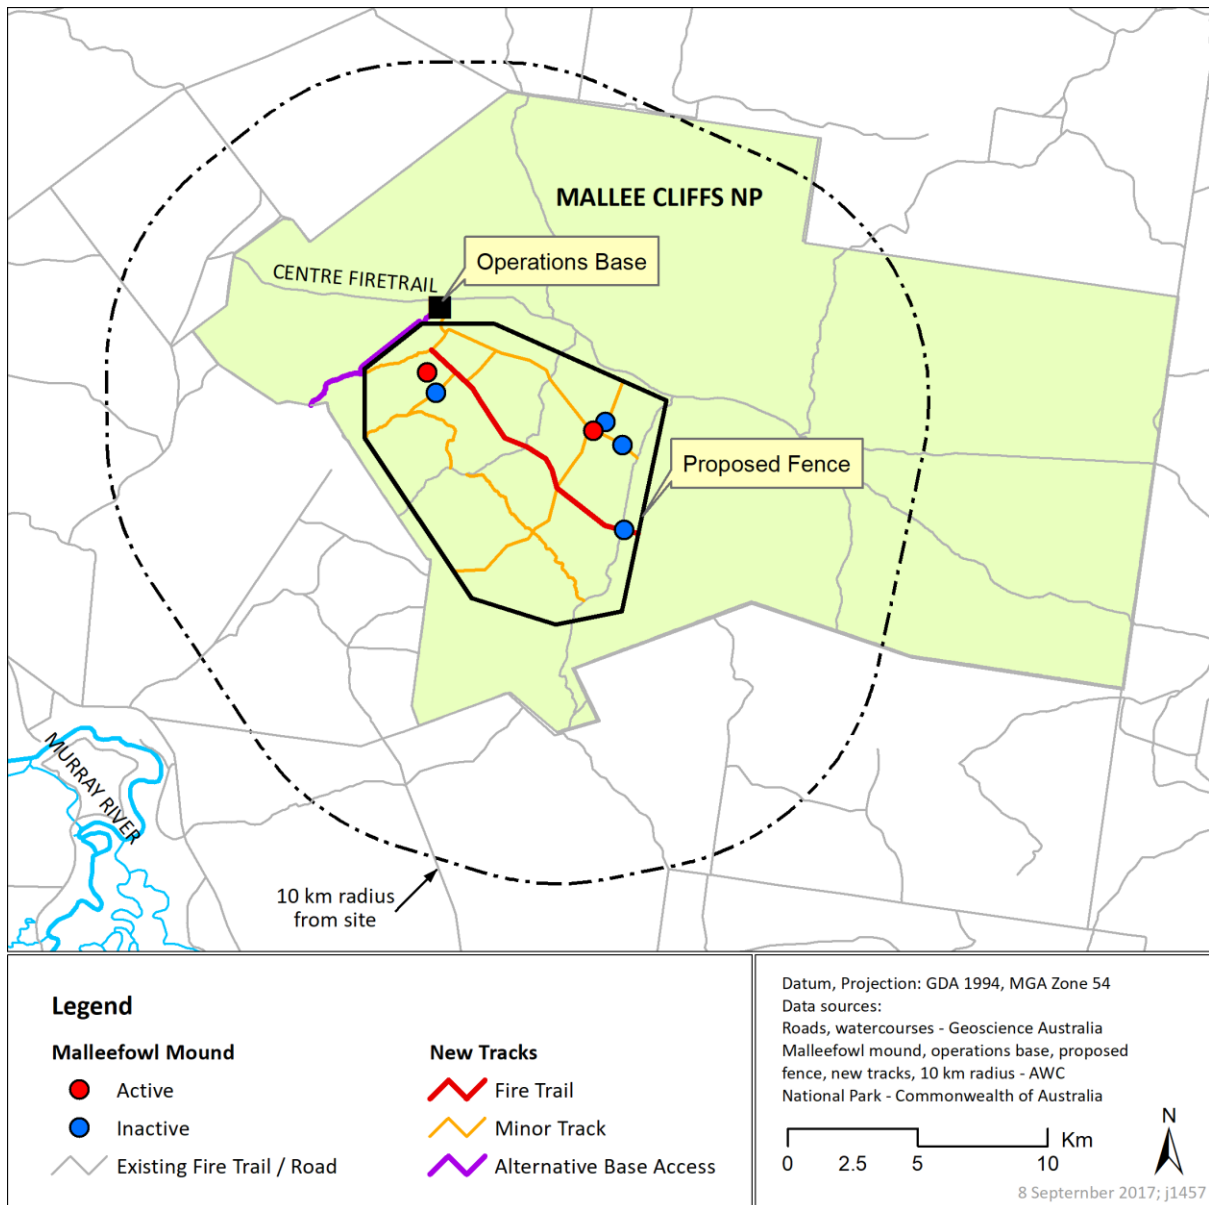 MALLEE CLIFFS NP
Operations Base
CENTRE FIRETRAIL
Proposed Fence
MURRAY RIVER
10 km radius
from site
Legend
Malleefowl Mound
Active
Inactive
Existing Fire Trail / Road
New Tracks
Fire Trail
Minor Track
Alternative Base Access
Datum, Projection: GDA 1994, MGA Zone 54
Data sources:
Roads, watercourses - Geoscience Australia
Malleefowl mound, operations base, proposed
fence, new tracks, 10 km radius - AWC
National Park - Commonwealth of Australia
N
Km
0 2.5 5 10
8 September 2017; j1457